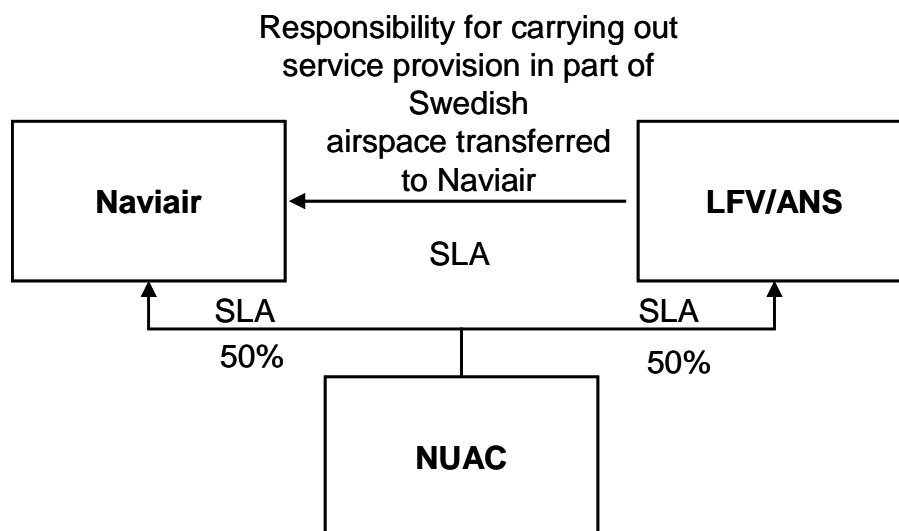 Responsibility for carrying out
service provision in part of
Swedish
airspace transferred
to Naviair
Naviair
LFV/ANS
SLA
SLA
SLA
50%
50%
NUAC